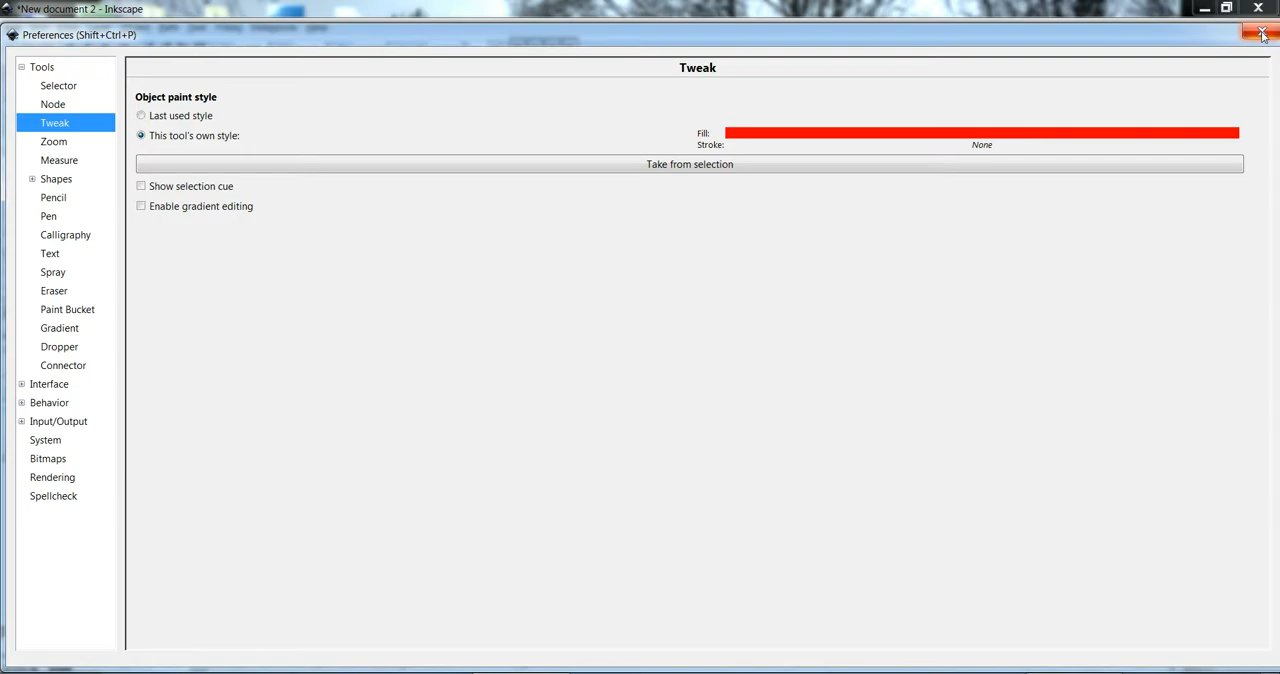 *New document 2 - Inkscape
Preferences (Shift+Ctrl+P)
Tools
Selector
Node
Tweak
Zoom
Measure
Shapes
Pencil
Pen
Calligraphy
Text
Spray
Eraser
Paint Bucket
Gradient
Dropper
Connector
Interface
Behavior
Input/Output
System
Bitmaps
Rendering
Spellcheck
Tweak
Object paint style
Last used style
This tool's own style:
Fill:
Stroke: None
Take from selection
Show selection cue
Enable gradient editing